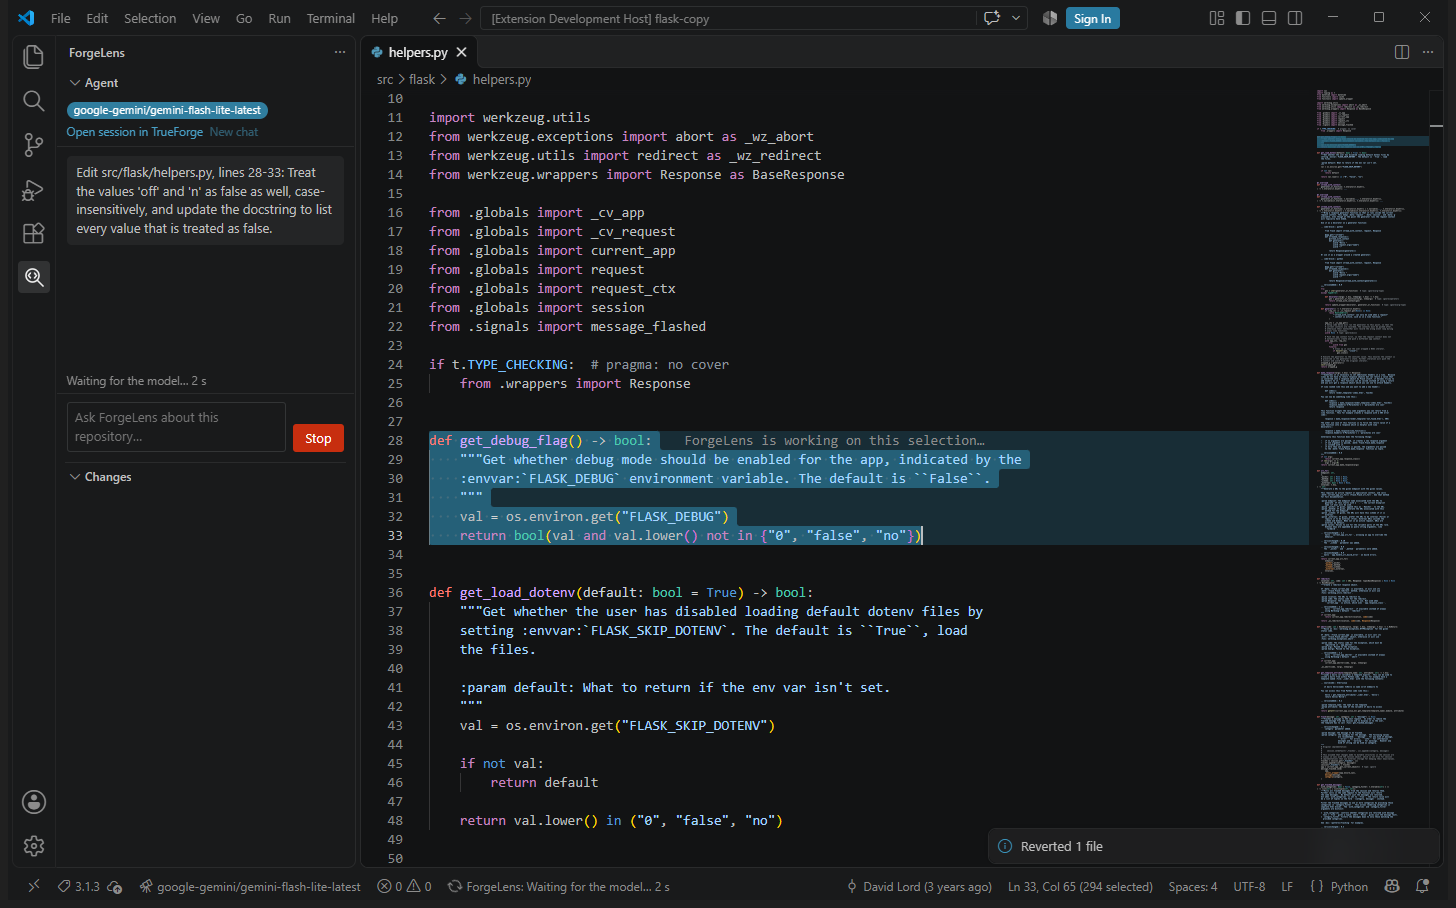 File Edit Selection View Go Run Terminal Help
[Extension Development Host] flask-copy
Sign In
ForgeLens
Agent
google-gemini/gemini-flash-lite-latest
Open session in TrueForge New chat
Edit src/flask/helpers.py, lines 28-33: Treat
the values 'off' and 'n' as false as well, case-
insensitively, and update the docstring to list
every value that is treated as false.
Waiting for the model... 2 s
Ask ForgeLens about this
repository...
Stop
Changes
helpers.py
src > flask > helpers.py
10
11 import werkzeug.utils
12 from werkzeug.exceptions import abort as _wz_abort
13 from werkzeug.utils import redirect as _wz_redirect
14 from werkzeug.wrappers import Response as BaseResponse
15
16 from .globals import _cv_app
17 from .globals import _cv_request
18 from .globals import current_app
19 from .globals import request
20 from .globals import request_ctx
21 from .globals import session
22 from .signals import message_flashed
23
24 if t.TYPE_CHECKING:  # pragma: no cover
25     from .wrappers import Response
26
27
28 def get_debug_flag() -> bool: ForgeLens is working on this selection…
29     """Get whether debug mode should be enabled for the app, indicated by the
30     :envvar:`FLASK_DEBUG` environment variable. The default is ``False``.
31     """
32     val = os.environ.get("FLASK_DEBUG")
33     return bool(val and val.lower() not in {"0", "false", "no"})
34
35
36 def get_load_dotenv(default: bool = True) -> bool:
37     """Get whether the user has disabled loading default dotenv files by
38     setting :envvar:`FLASK_SKIP_DOTENV`. The default is ``True``, load
39     the files.
40
41     :param default: What to return if the env var isn't set.
42     """
43     val = os.environ.get("FLASK_SKIP_DOTENV")
44
45     if not val:
46         return default
47
48     return val.lower() in ("0", "false", "no")
49
50
Reverted 1 file
3.1.3 google-gemini/gemini-flash-lite-latest 0 0 ForgeLens: Waiting for the model... 2 s David Lord (3 years ago) Ln 33, Col 65 (294 selected) Spaces: 4 UTF-8 LF { } Python